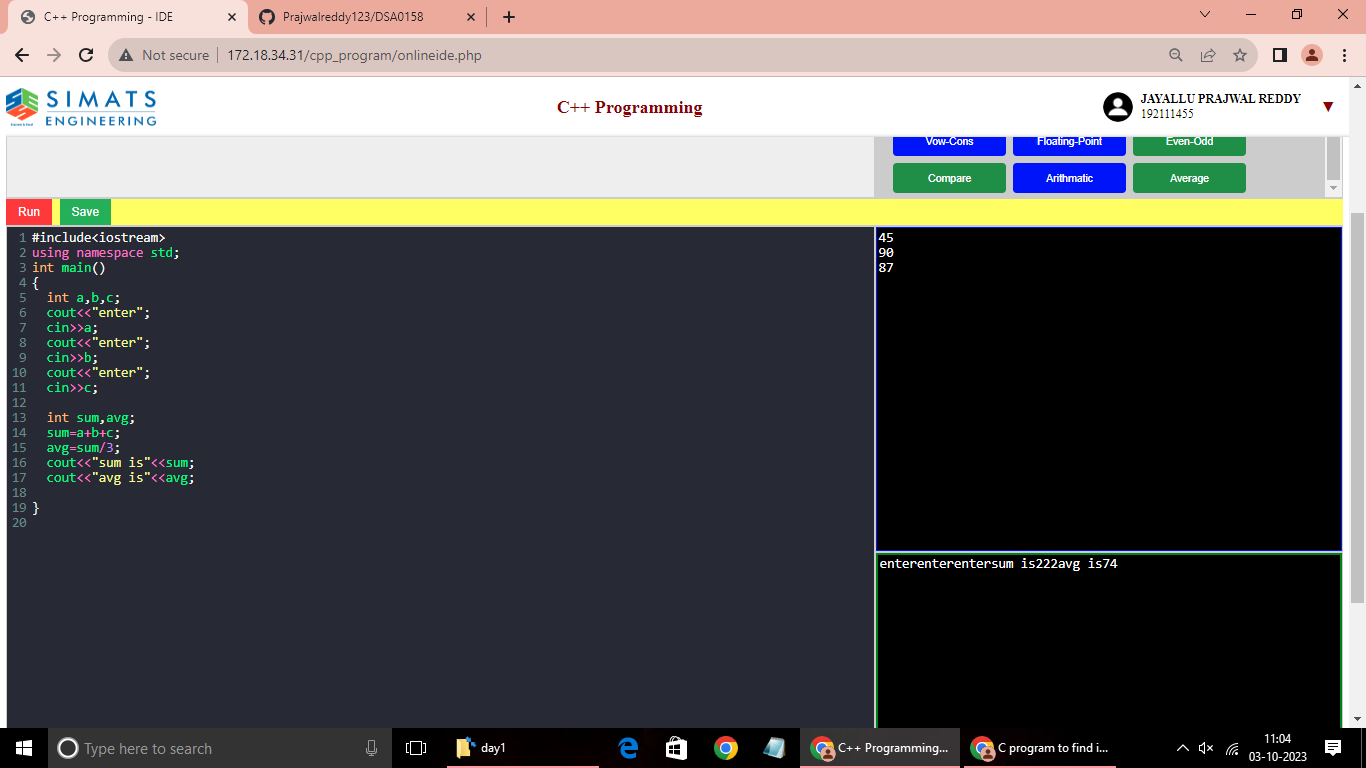 C++ Programming - IDE
Prajwalreddy123/DSA0158
Not secure
172.18.34.31/cpp_program/onlineide.php
SIMATS
ENGINEERING
C++ Programming
JAYALLU PRAJWAL REDDY
192111455
Vow-Cons
Floating-Point
Even-Odd
Compare
Arithmatic
Average
Run
Save
1 #include<iostream>
2 using namespace std;
3 int main()
4 {
5 int a,b,c;
6 cout<<"enter";
7 cin>>a;
8 cout<<"enter";
9 cin>>b;
10 cout<<"enter";
11 cin>>c;
12
13 int sum,avg;
14 sum=a+b+c;
15 avg=sum/3;
16 cout<<"sum is"<<sum;
17 cout<<"avg is"<<avg;
18
19 }
20
45
90
87
enterenterentersum is222avg is74
Type here to search
day1
C++ Programming...
C program to find i...
11:04
03-10-2023